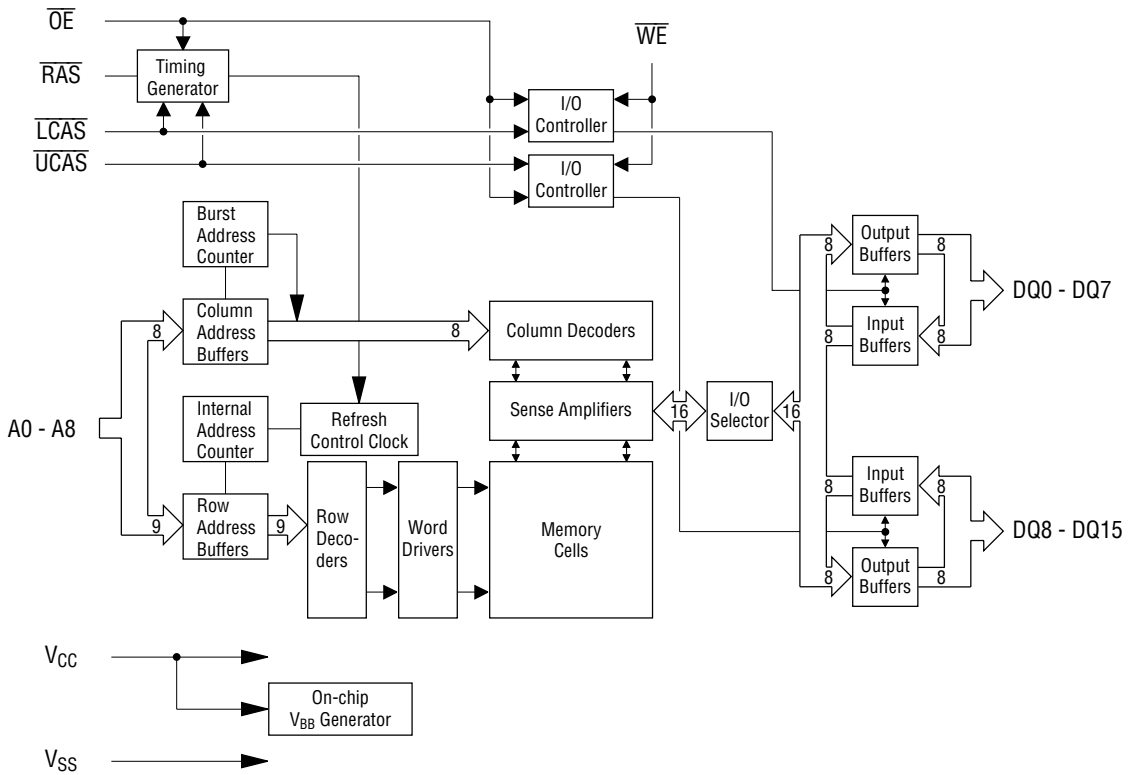 OE
WE
RAS
Timing
Generator
I/O
Controller
LCAS
UCAS
I/O
Controller
Burst
Address
Counter
8
Output
Buffers
8
DQ0 - DQ7
8
Column
Address
Buffers
8
Column Decoders
8
Input
Buffers
8
A0 - A8
Internal
Address
Counter
Refresh
Control Clock
Sense Amplifiers
16
I/O
Selector
16
9
Row
Address
Buffers
9
Row
Deco-
ders
Word
Drivers
Memory
Cells
8
Input
Buffers
8
DQ8 - DQ15
8
Output
Buffers
8
VCC
On-chip
VBB Generator
VSS